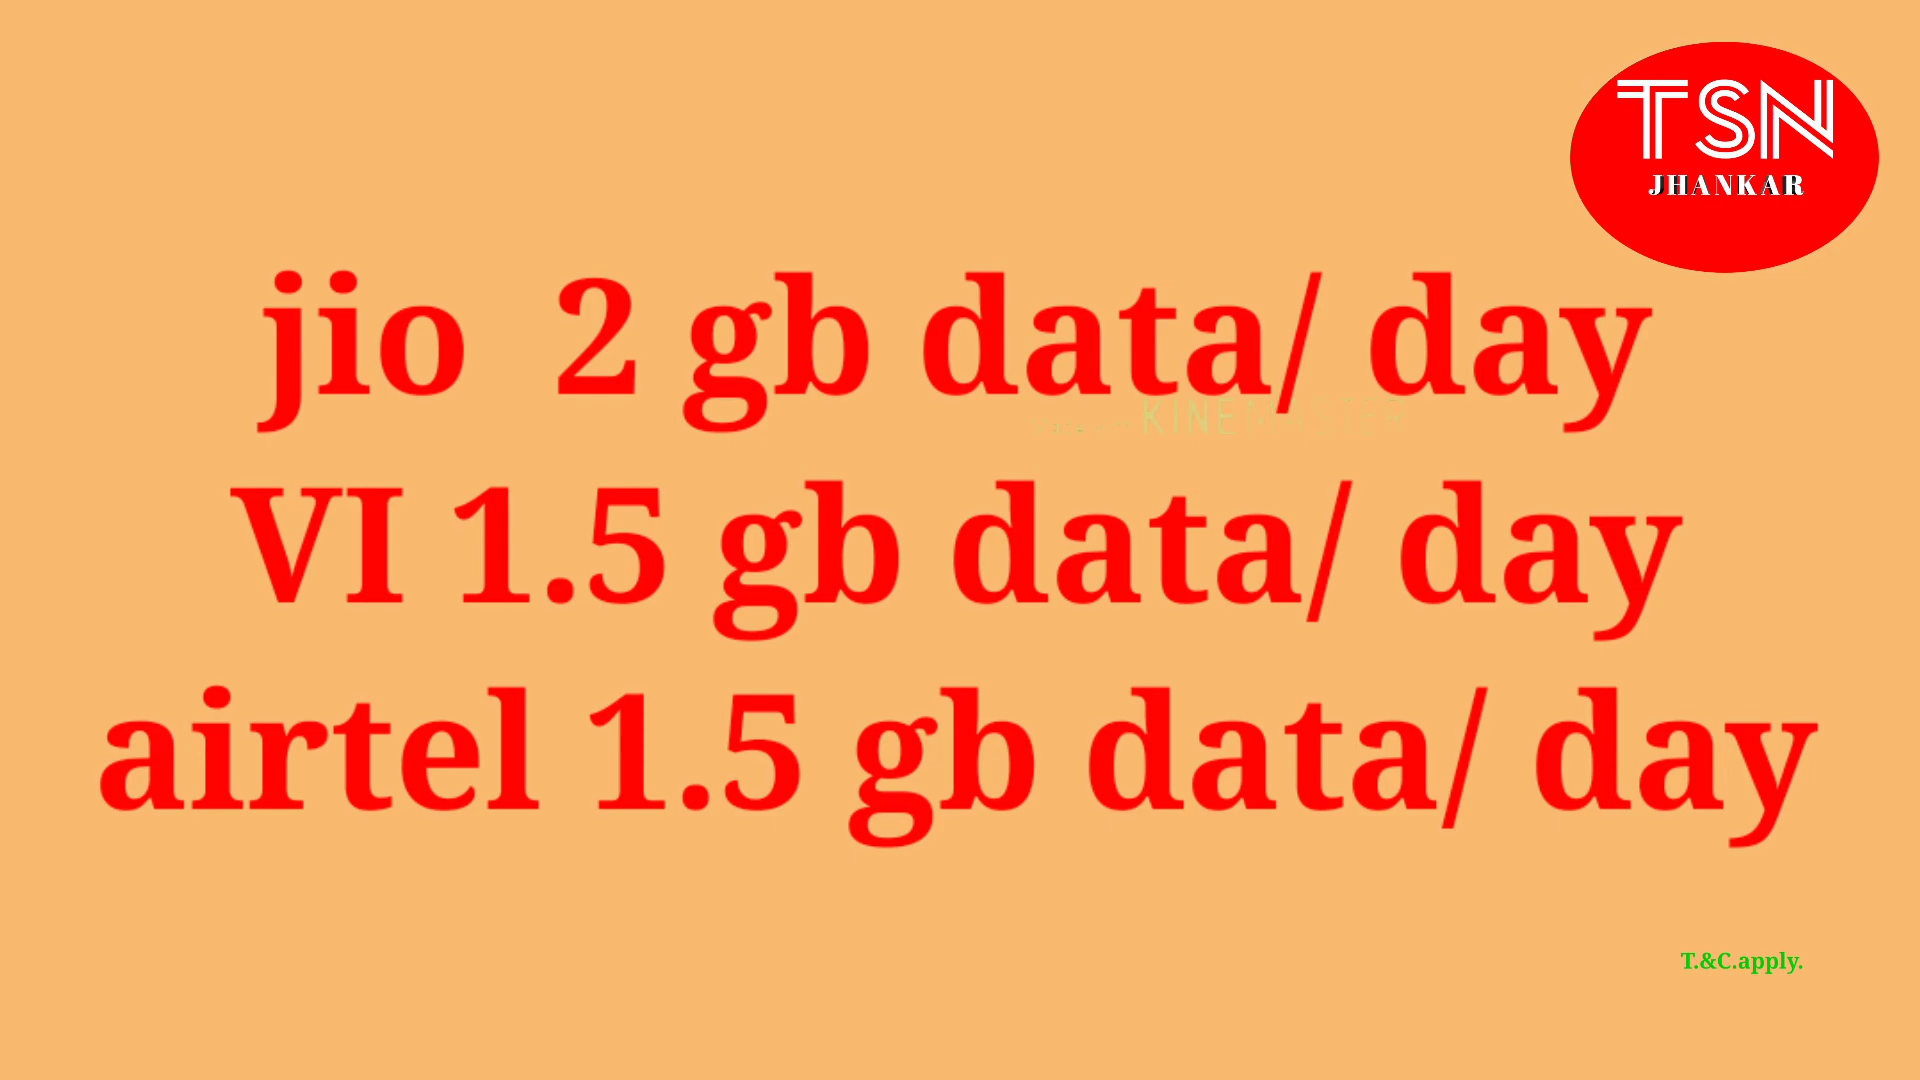 TSN
JHANKAR
jio 2 gb data/ day
KINEMASTER
VI 1.5 gb data/ day
airtel 1.5 gb data/ day
T.&C.apply.